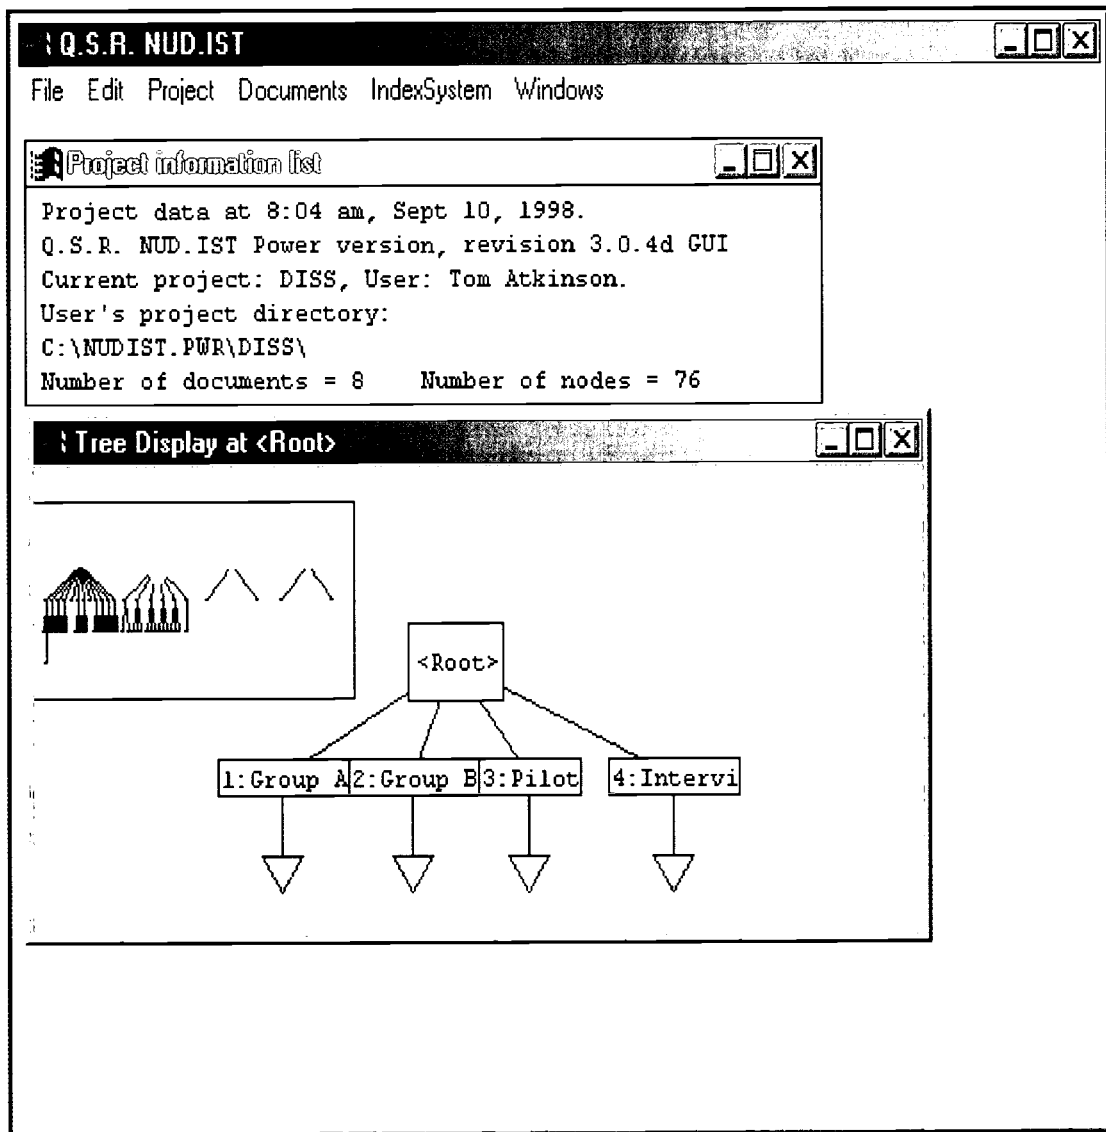 Q.S.R. NUD.IST
File Edit Project Documents IndexSystem Windows
Project information list
Project data at 8:04 am, Sept 10, 1998.
Q.S.R. NUD.IST Power version, revision 3.0.4d GUI
Current project: DISS, User: Tom Atkinson.
User's project directory:
C:\NUDIST.PWR\DISS\
Number of documents = 8 Number of nodes = 76
Tree Display at <Root>
<Root>
1:Group A 2:Group B 3:Pilot 4:Intervi